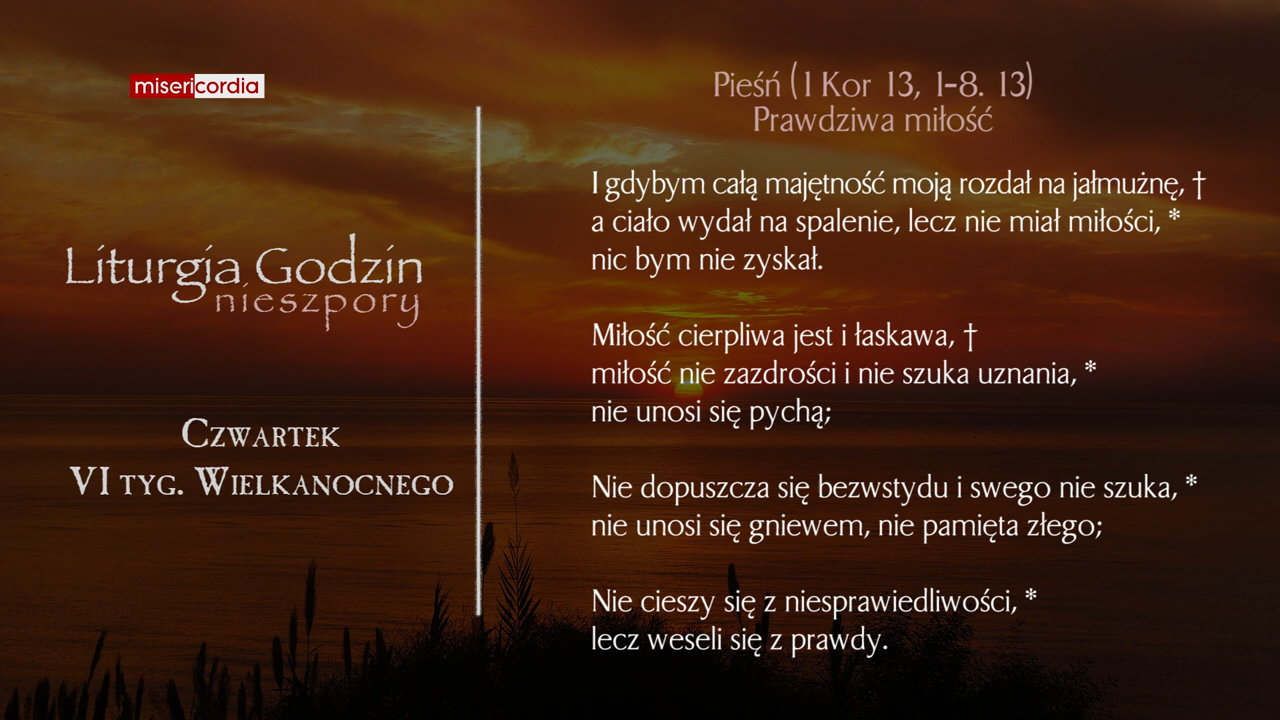 misericordia
Liturgia Godzin
nieszpory
Czwartek
VI tyg. Wielkanocnego
Pieśń (1 Kor 13, 1-8. 13)
Prawdziwa miłość
I gdybym całą majętność moją rozdał na jałmużnę, †
a ciało wydał na spalenie, lecz nie miał miłości, *
nic bym nie zyskał.
Miłość cierpliwa jest i łaskawa, †
miłość nie zazdrości i nie szuka uznania, *
nie unosi się pychą;
Nie dopuszcza się bezwstydu i swego nie szuka, *
nie unosi się gniewem, nie pamięta złego;
Nie cieszy się z niesprawiedliwości, *
lecz weseli się z prawdy.